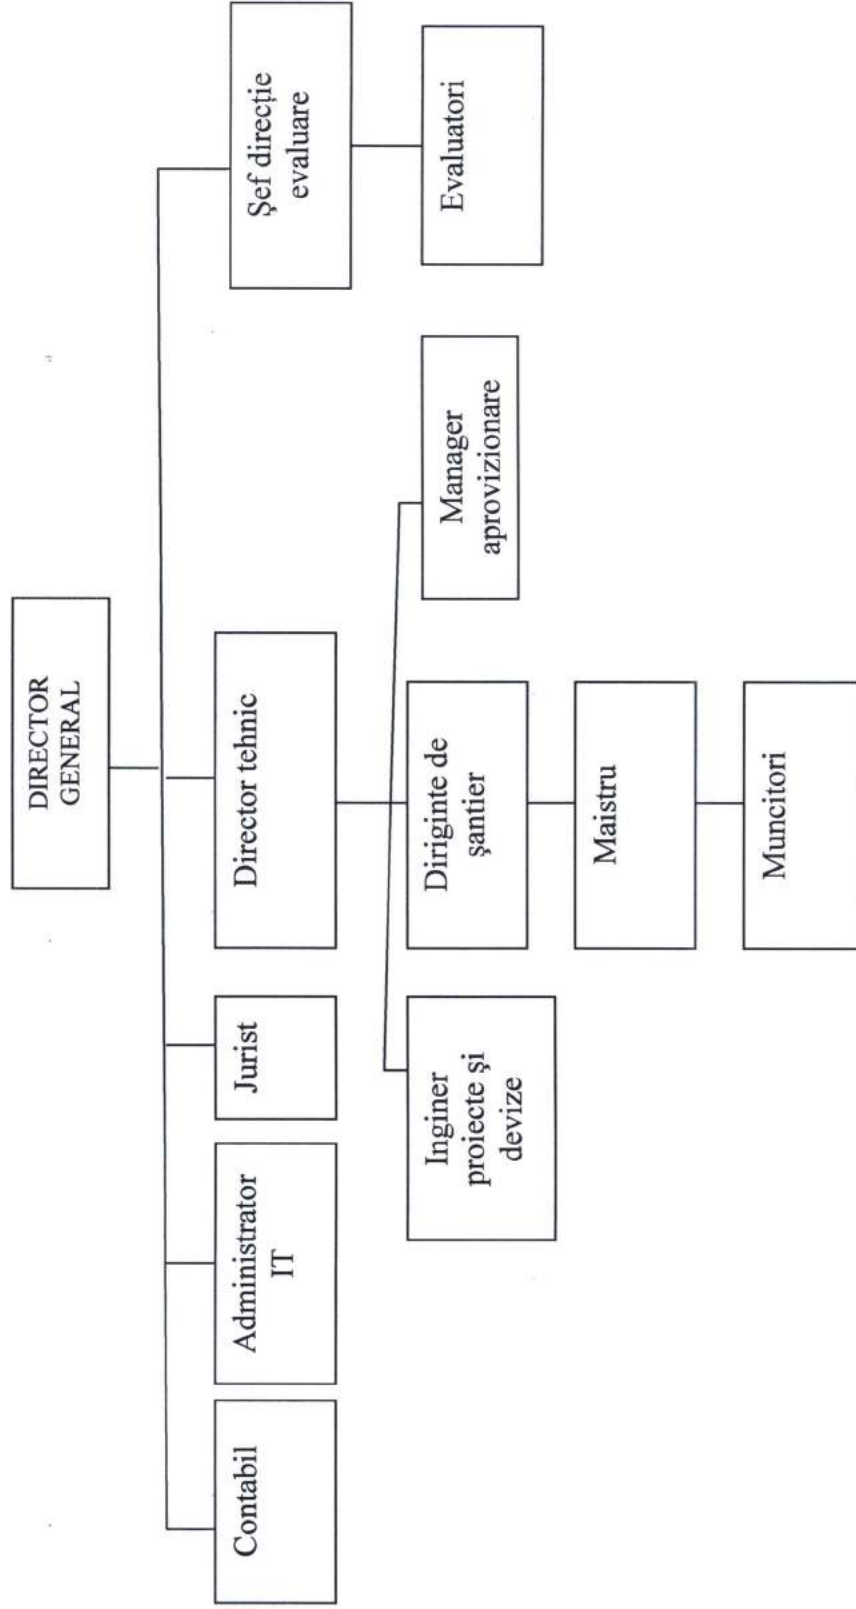 DIRECTOR
GENERAL
Contabil
Administrator
IT
Jurist
Director tehnic
Şef direcţie
evaluare
Inginer
proiecte şi
devize
Diriginte de
şantier
Manager
aprovizionare
Evaluatori
Maistru
Muncitori